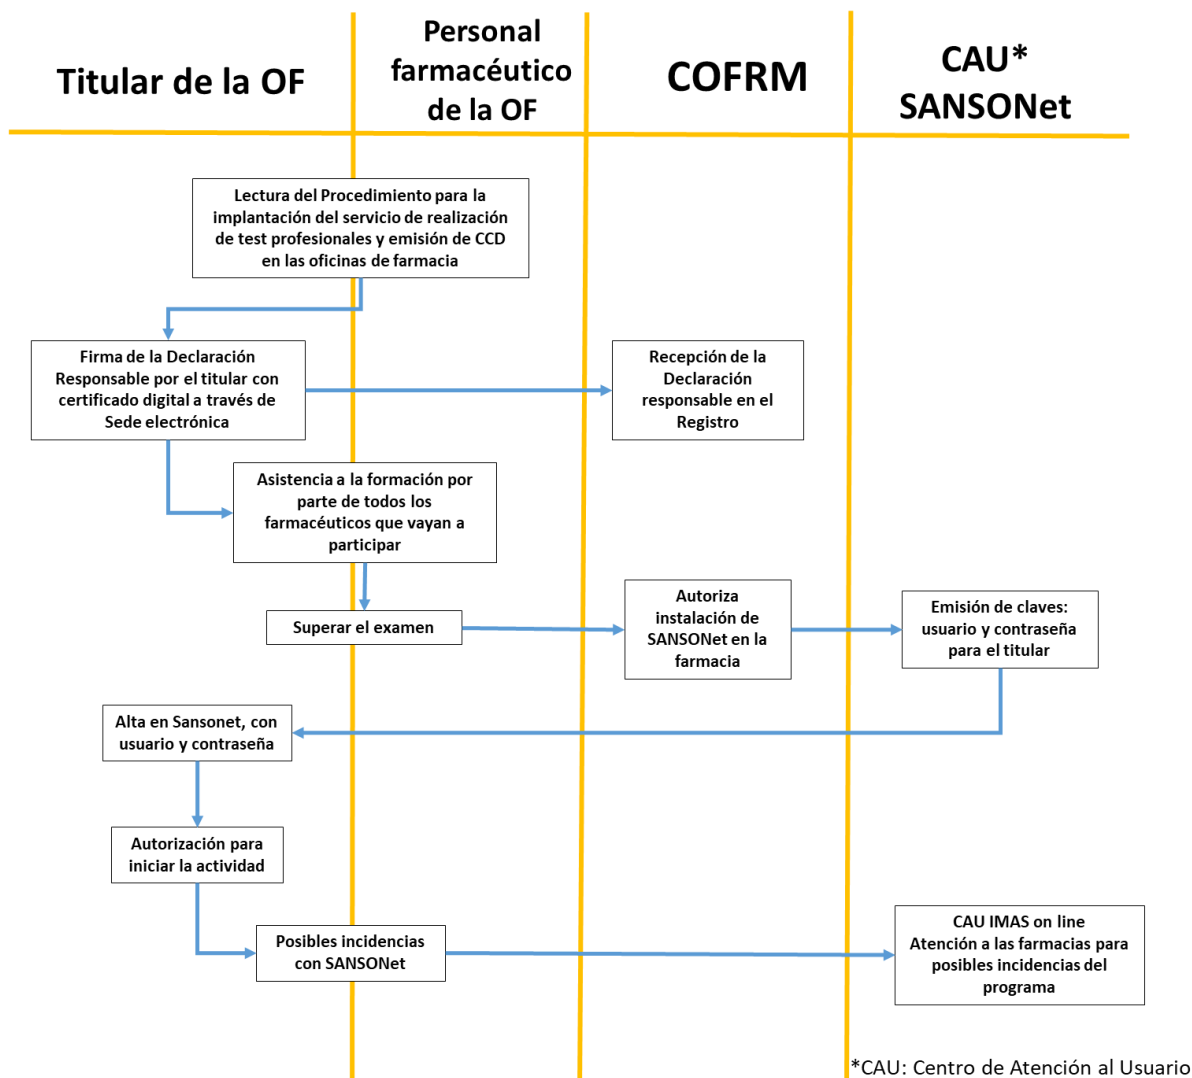 Titular de la OF
Personal
farmacéutico
de la OF
COFRM
CAU*
SANSONet
Lectura del Procedimiento para la
implantación del servicio de realización
de test profesionales y emisión de CCD
en las oficinas de farmacia
Firma de la Declaración
Responsable por el titular con
certificado digital a través de
Sede electrónica
Recepción de la
Declaración
responsable en el
Registro
Asistencia a la formación por
parte de todos los
farmacéuticos que vayan a
participar
Superar el examen
Autoriza
instalación de
SANSONet en la
farmacia
Emisión de claves:
usuario y contraseña
para el titular
Alta en Sansonet, con
usuario y contraseña
Autorización para
iniciar la actividad
Posibles incidencias
con SANSONet
CAU IMAS on line
Atención a las farmacias para
posibles incidencias del
programa
*CAU: Centro de Atención al Usuario